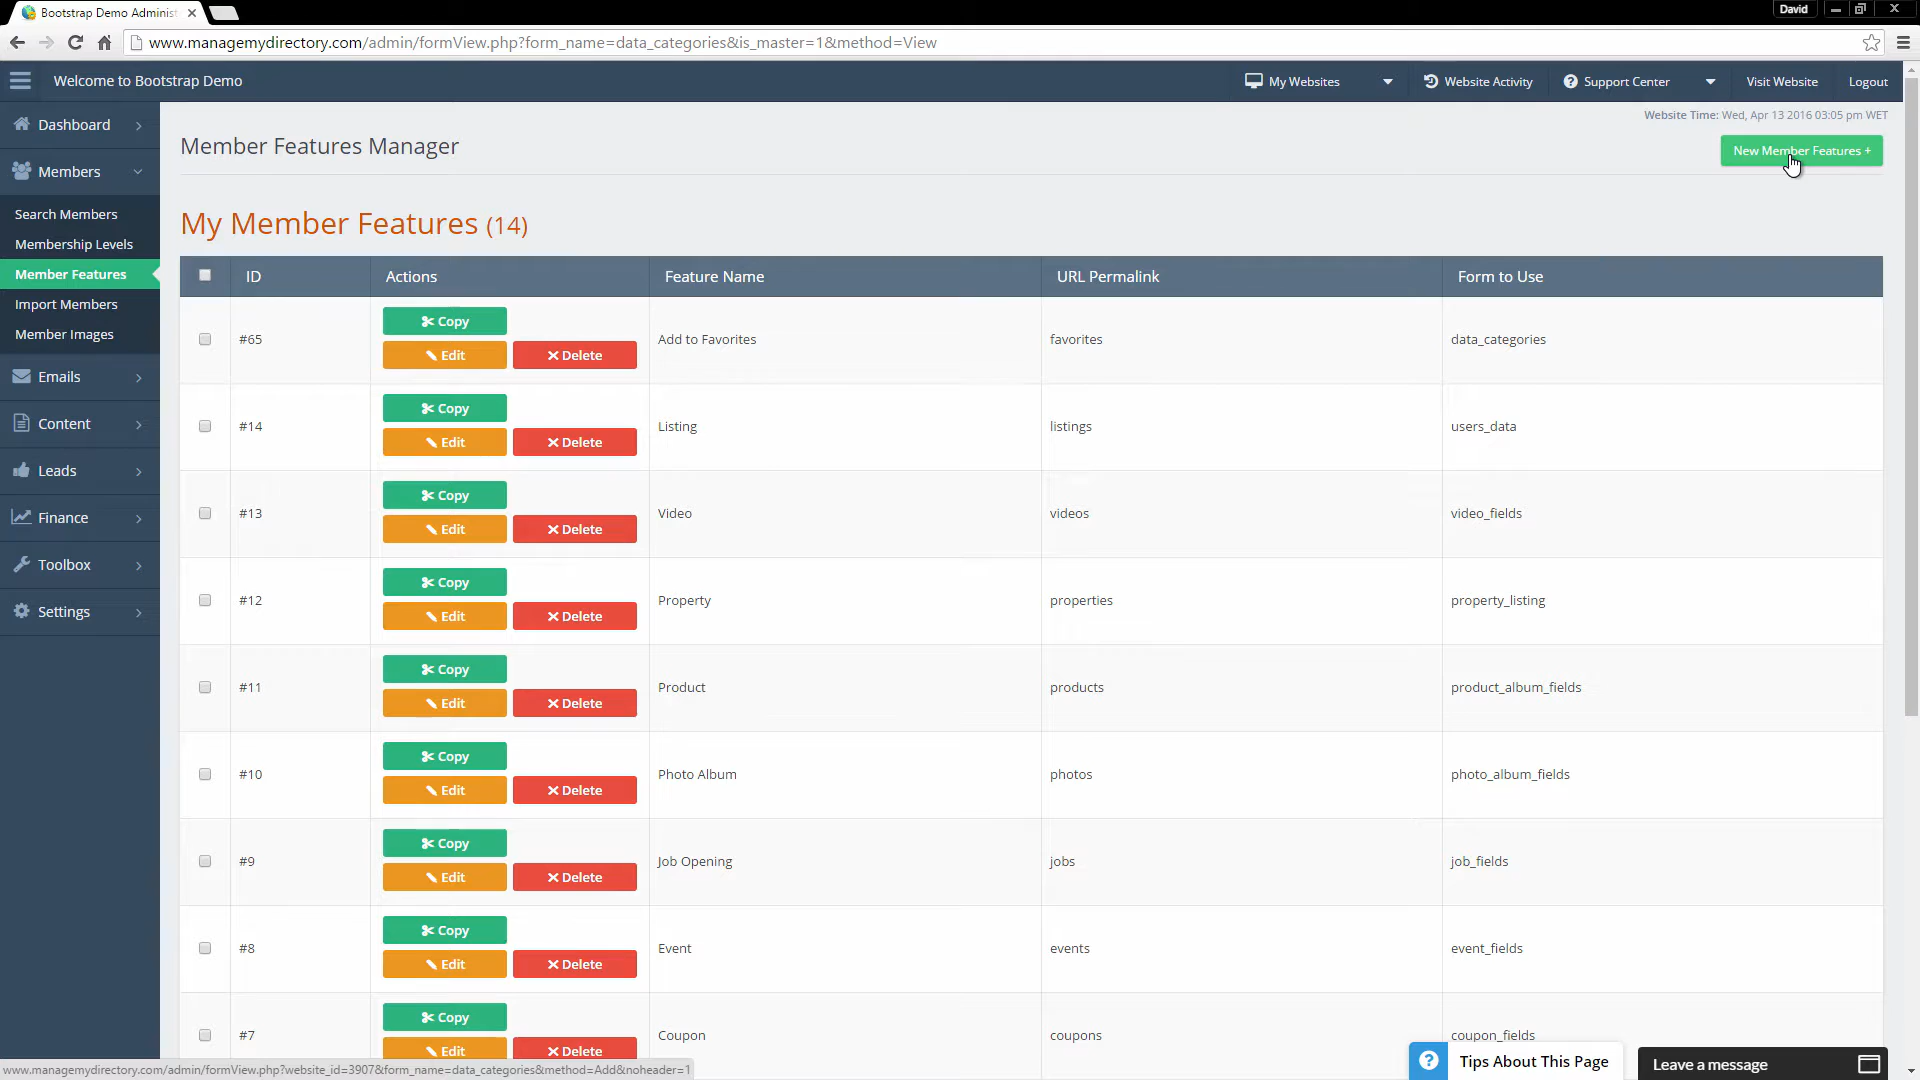 Bootstrap Demo Administ
David
www.managemydirectory.com/admin/formView.php?form_name=data_categories&is_master=1&method=View
Welcome to Bootstrap Demo
My Websites
Website Activity
Support Center
Visit Website
Logout
Website Time: Wed, Apr 13 2016 03:05 pm WET
Dashboard
Members
Search Members
Membership Levels
Member Features
Import Members
Member Images
Emails
Content
Leads
Finance
Toolbox
Settings
Member Features Manager
New Member Features +
My Member Features (14)
ID Actions Feature Name URL Permalink Form to Use
#65 Copy Edit Delete Add to Favorites favorites data_categories
#14 Copy Edit Delete Listing listings users_data
#13 Copy Edit Delete Video videos video_fields
#12 Copy Edit Delete Property properties property_listing
#11 Copy Edit Delete Product products product_album_fields
#10 Copy Edit Delete Photo Album photos photo_album_fields
#9 Copy Edit Delete Job Opening jobs job_fields
#8 Copy Edit Delete Event events event_fields
#7 Copy Edit Delete Coupon coupons coupon_fields
www.managemydirectory.com/admin/formView.php?website_id=3907&form_name=data_categories&method=Add&noheader=1
? Tips About This Page
Leave a message